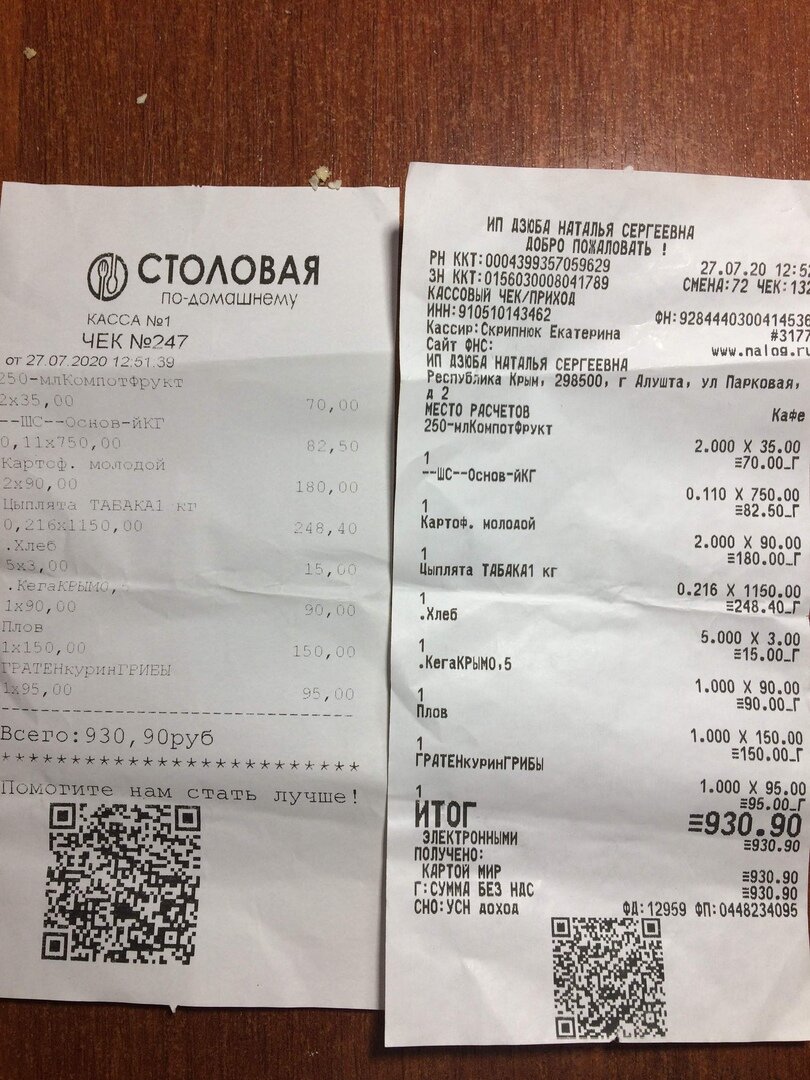 СТОЛОВАЯ
по-домашнему
КАССА №1
ЧЕК №247
от 27.07.2020 12:51:39
250-млКомпотФрукт
2x35,00 70,00
--ШС--Основ-йКГ
0,11x750,00 82,50
Картоф. молодой
2x90,00 180,00
Цыплята ТАБАКА1 кг
0,216x1150,00 248,40
.Хлеб
5x3,00 15,00
.КегаКРЫМ0,5
1x90,00 90,00
Плов
1x150,00 150,00
ГРАТЕНкуринГРИБЫ
1x95,00 95,00
Всего:930,90руб
**************************
Помогите нам стать лучше!
ИП ДЗЮБА НАТАЛЬЯ СЕРГЕЕВНА
ДОБРО ПОЖАЛОВАТЬ !
РН ККТ:0004399357059629 27.07.20 12:52
ЗН ККТ:0156030008041789 СМЕНА:72 ЧЕК:132
КАССОВЫЙ ЧЕК/ПРИХОД
ИНН:910510143462 ФН:9284440300414536
Кассир:Скрипнюк Екатерина #3177
Сайт ФНС: www.nalog.ru
ИП ДЗЮБА НАТАЛЬЯ СЕРГЕЕВНА
Республика Крым, 298500, г Алушта, ул Парковая,
д 2
МЕСТО РАСЧЕТОВ Кафе
250-млКомпотФрукт
2.000 X 35.00
1 ≡70.00_Г
--ШС--Основ-йКГ
0.110 X 750.00
1 ≡82.50_Г
Картоф. молодой
2.000 X 90.00
1 ≡180.00_Г
Цыплята ТАБАКА1 кг
0.216 X 1150.00
1 ≡248.40_Г
.Хлеб
5.000 X 3.00
1 ≡15.00_Г
.КегаКРЫМ0,5
1.000 X 90.00
1 ≡90.00_Г
Плов
1.000 X 150.00
1 ≡150.00_Г
ГРАТЕНкуринГРИБЫ
1.000 X 95.00
1 ≡95.00_Г
ИТОГ ≡930.90
ЭЛЕКТРОННЫМИ ≡930.90
ПОЛУЧЕНО:
КАРТОЙ МИР ≡930.90
Г:СУММА БЕЗ НДС ≡930.90
СНО:УСН доход ФД:12959 ФП:0448234095